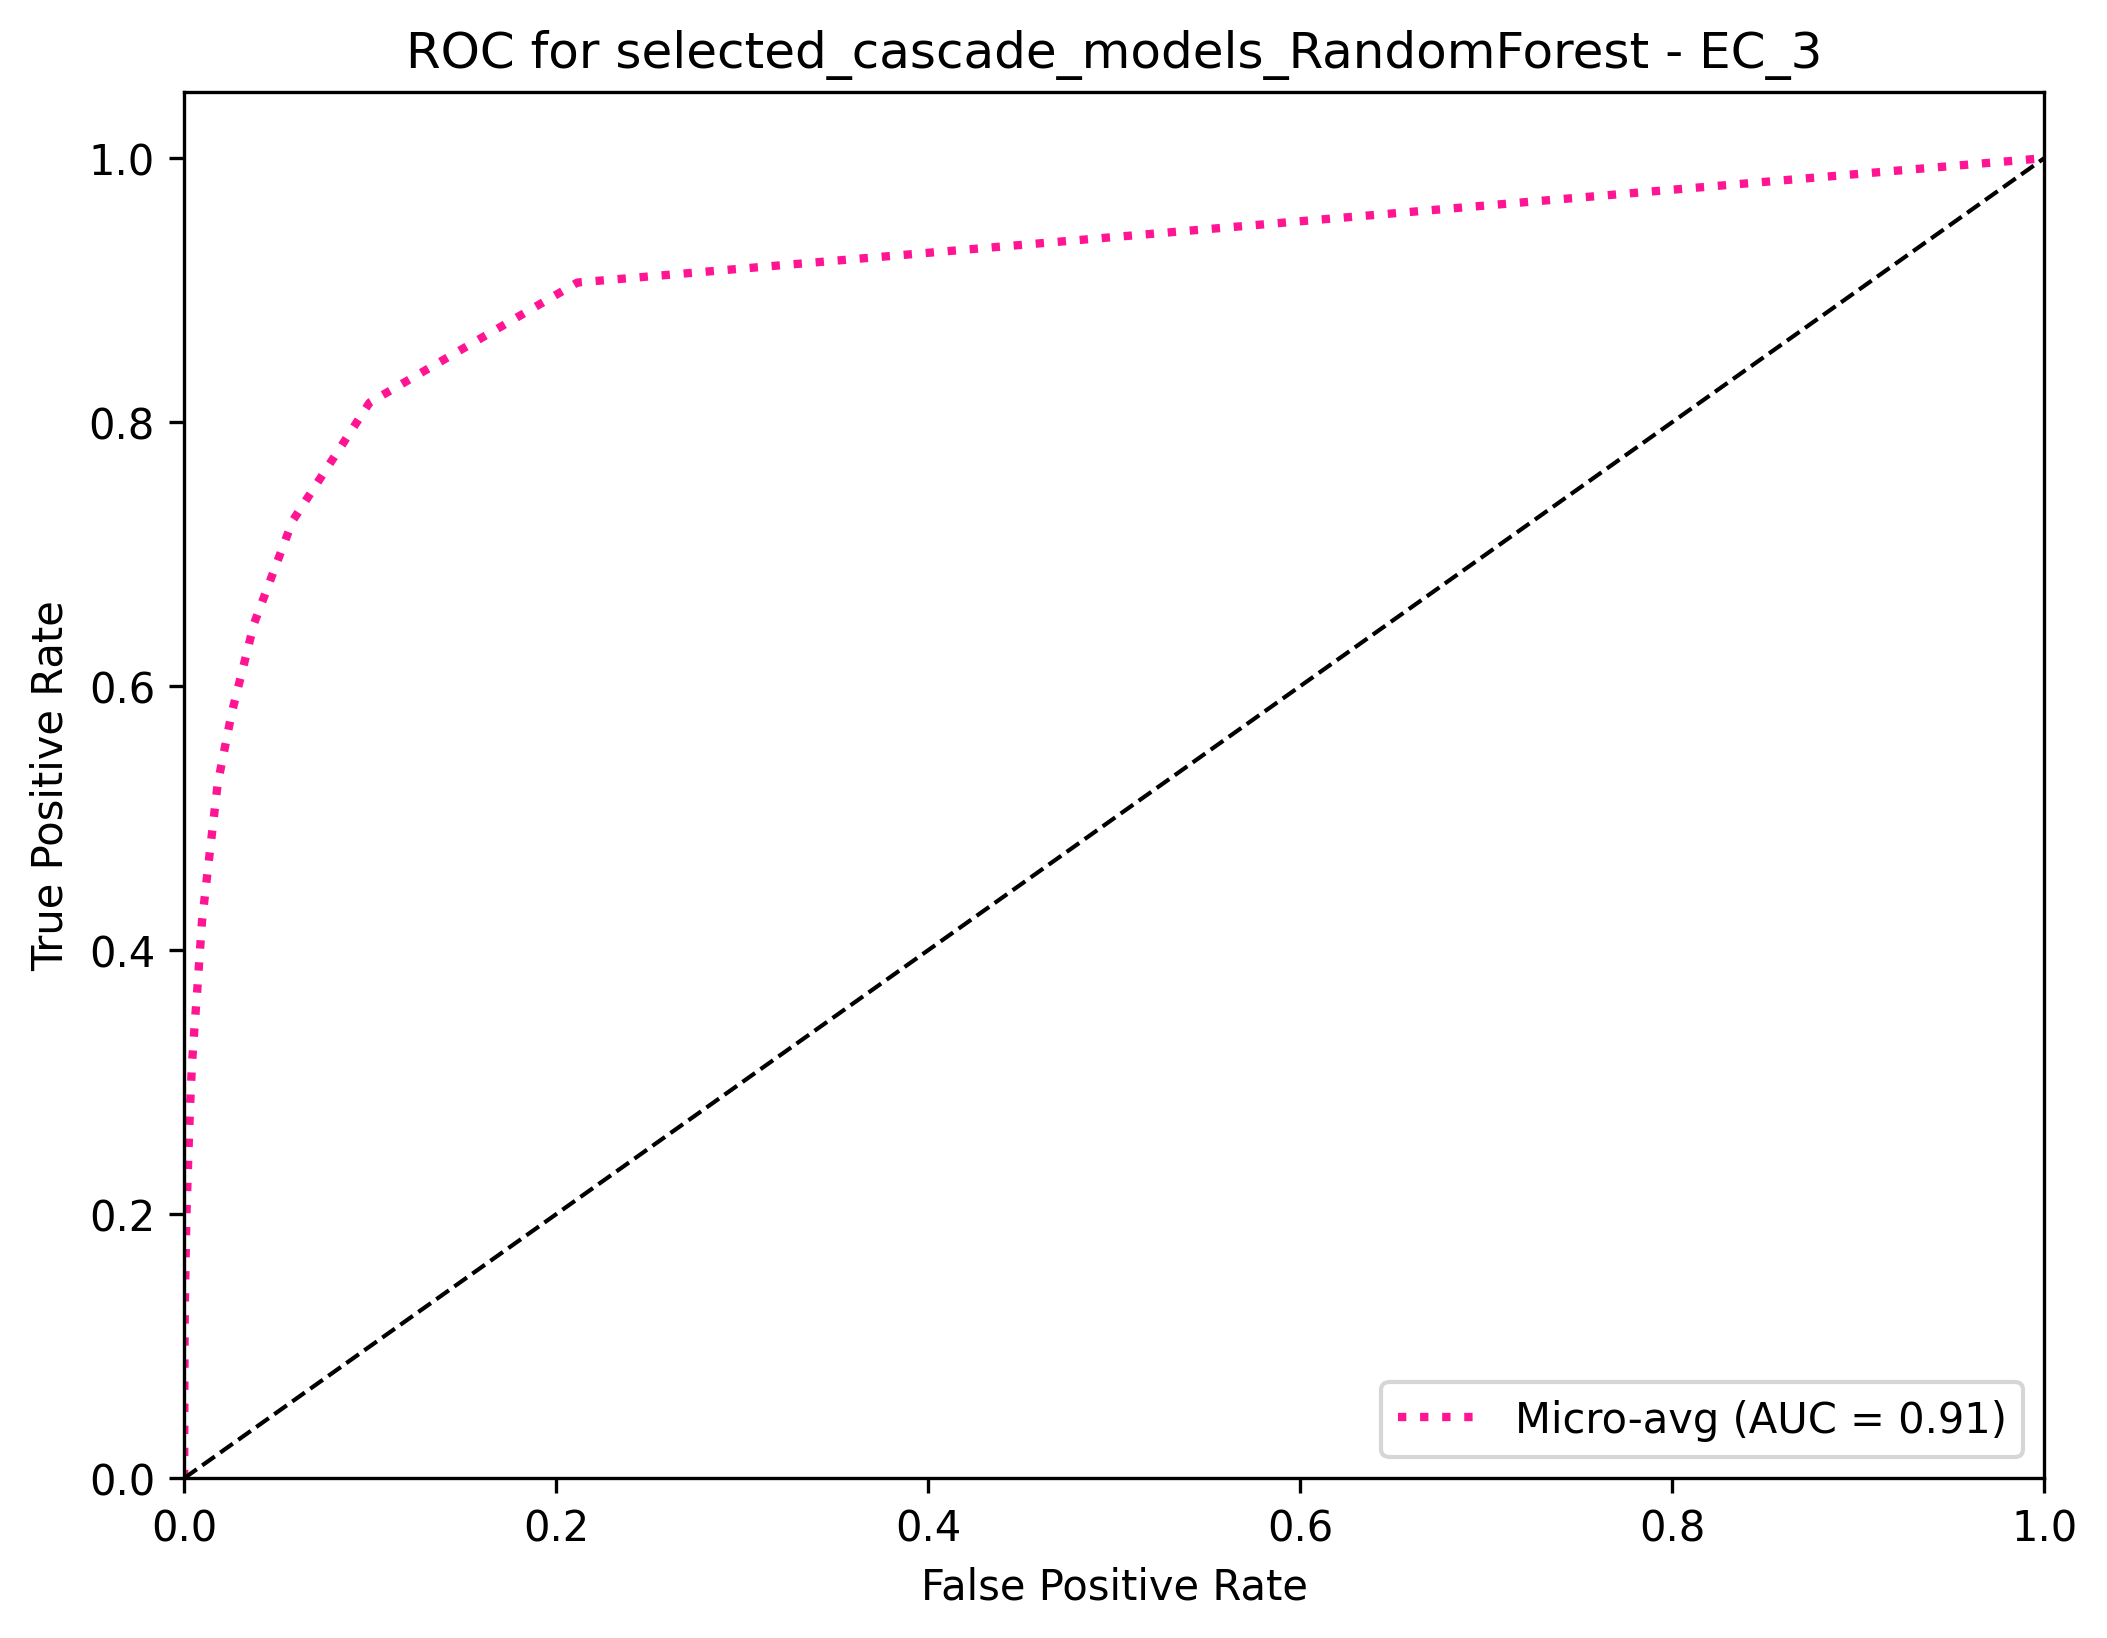 ROC for selected_cascade_models_RandomForest - EC_3
True Positive Rate
1.0
0.8
0.6
0.4
0.2
0.0
0.0 0.2 0.4 0.6 0.8 1.0
False Positive Rate
Micro-avg (AUC = 0.91)